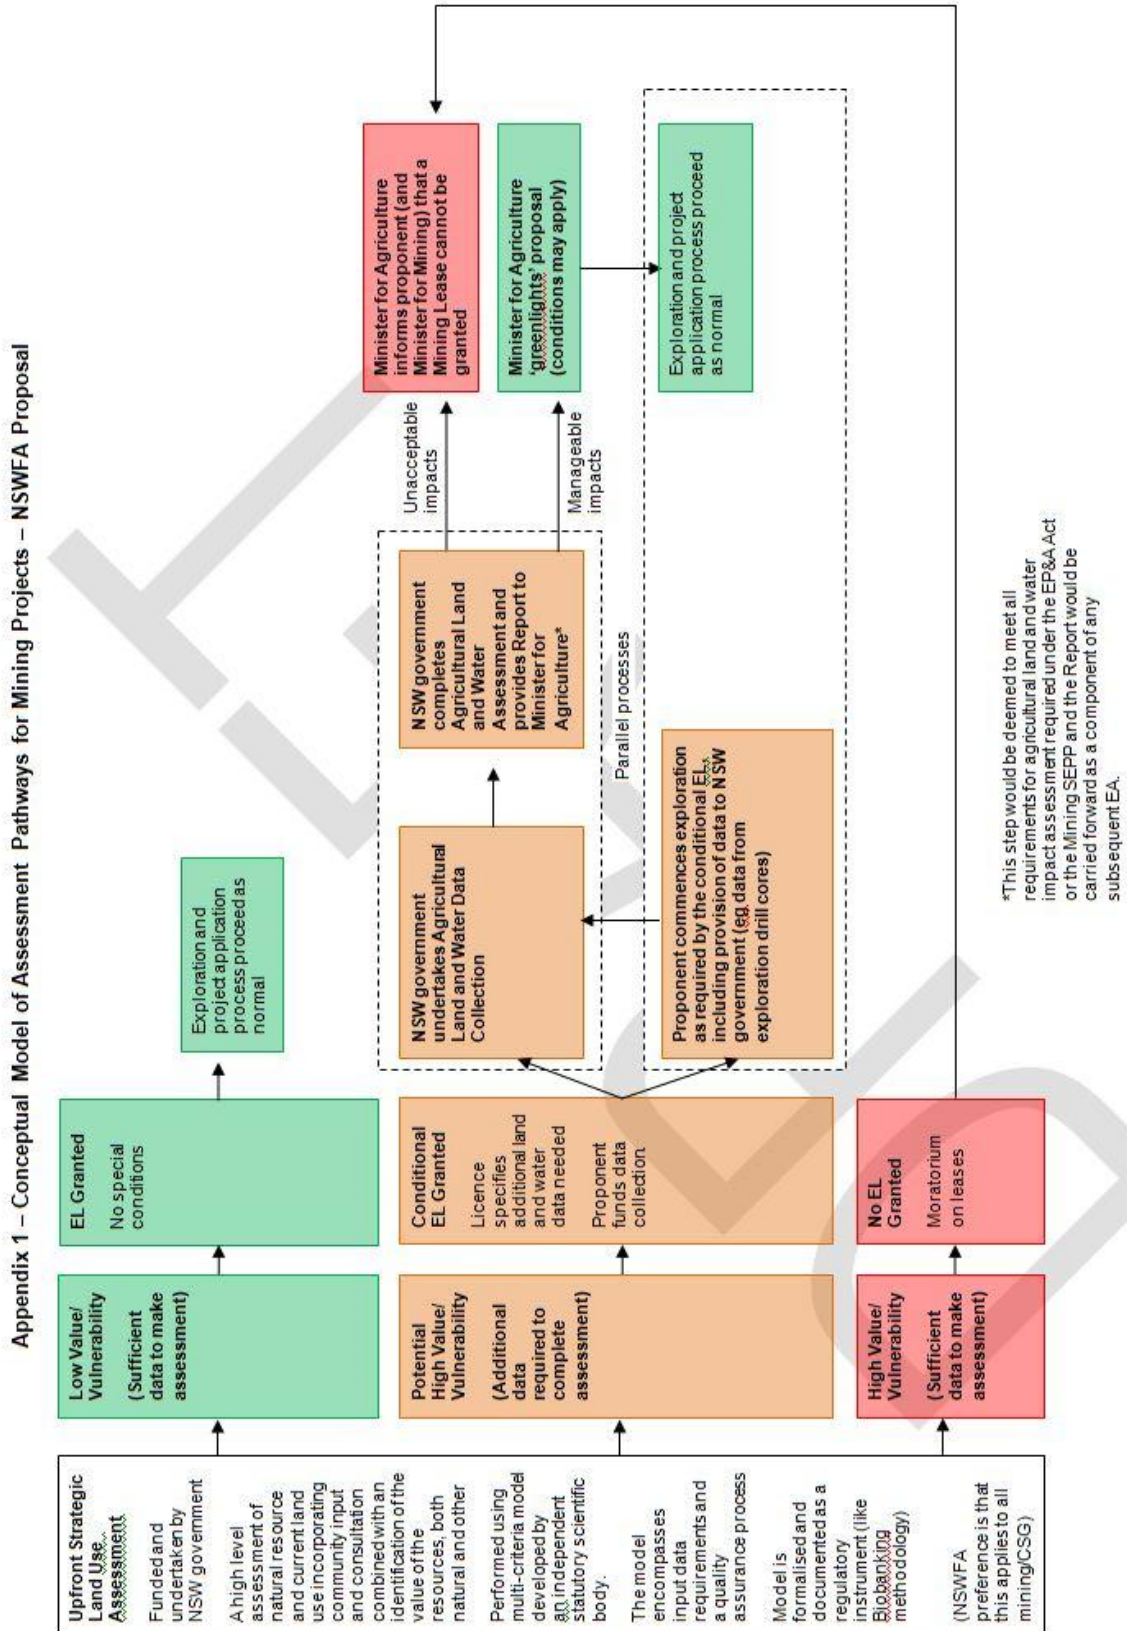 Appendix 1 – Conceptual Model of Assessment Pathways for Mining Projects – NSWFA Proposal
Upfront Strategic
Land Use
Assessment
Funded and
undertaken by
NSW government
A high level
assessment of
natural resource
and current land
use incorporating
community input
and consultation
combined with an
identification of the
value of the
resources, both
natural and other
Performed using
multi-criteria model
developed by
an independent
statutory scientific
body.
The model
encompasses
input data
requirements and
a quality
assurance process
Model is
formalised and
documented as a
regulatory
instrument (like
Biobanking
methodology)
(NSWFA
preference is that
this applies to all
mining/CSG)
Low Value/
Vulnerability
(Sufficient
data to make
assessment)
EL Granted
No special
conditions
Exploration and
project application
process proceed as
normal
Potential
High Value/
Vulnerability
(Additional
data
required to
complete
assessment)
Conditional
EL Granted
Licence
specifies
additional land
and water
data needed
Proponent
funds data
collection.
NSW government
undertakes Agricultural
Land and Water Data
Collection
NSW government
completes
Agricultural Land
and Water
Assessment and
provides Report to
Minister for
Agriculture*
Unacceptable
impacts
Minister for Agriculture
informs proponent (and
Minister for Mining) that a
Mining Lease cannot be
granted
Manageable
impacts
Minister for Agriculture
'greenlights' proposal
(conditions may apply)
Parallel processes
Proponent commences exploration
as required by the conditional EL,
including provision of data to NSW
government (eg data from
exploration drill cores)
Exploration and project
application process proceed
as normal
High Value/
Vulnerability
(Sufficient
data to make
assessment)
No EL
Granted
Moratorium
on leases
*This step would be deemed to meet all
requirements for agricultural land and water
impact assessment required under the EP&A Act
or the Mining SEPP and the Report would be
carried forward as a component of any
subsequent EA.
DRAFT